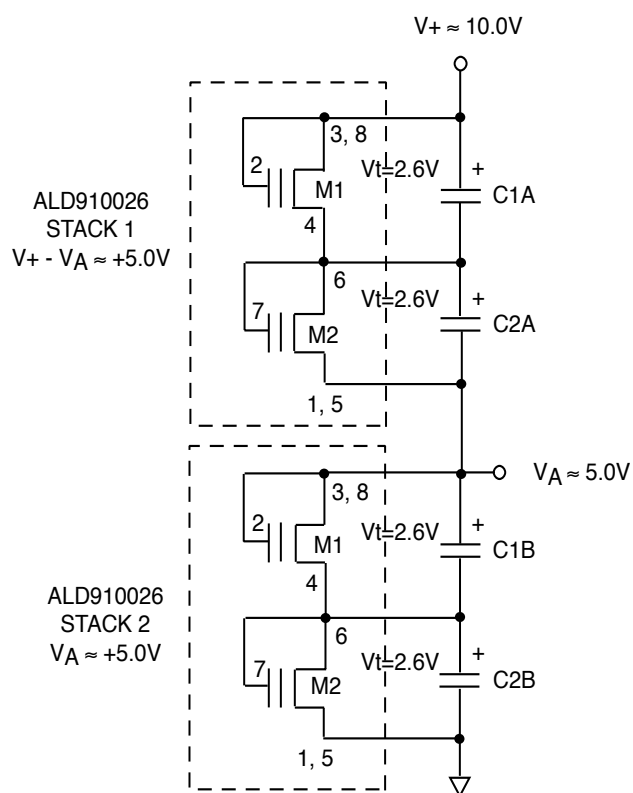 V+ ≈ 10.0V
3, 8
2
Vt=2.6V
+
M1
C1A
ALD910026
STACK 1
V+ - VA ≈ +5.0V
4
6
7
Vt=2.6V
+
M2
C2A
1, 5
3, 8
VA ≈ 5.0V
2
Vt=2.6V
+
M1
C1B
4
ALD910026
STACK 2
VA ≈ +5.0V
6
7
Vt=2.6V
+
M2
C2B
1, 5